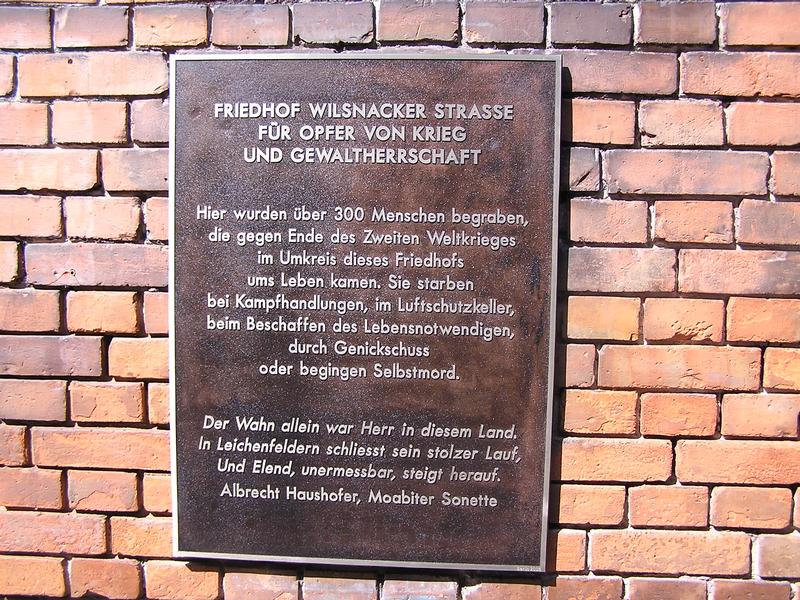 FRIEDHOF WILSNACKER STRASSE
FÜR OPFER VON KRIEG
UND GEWALTHERRSCHAFT
Hier wurden über 300 Menschen begraben,
die gegen Ende des Zweiten Weltkrieges
im Umkreis dieses Friedhofs
ums Leben kamen. Sie starben
bei Kampfhandlungen, im Luftschutzkeller,
beim Beschaffen des Lebensnotwendigen,
durch Genickschuss
oder begingen Selbstmord.
Der Wahn allein war Herr in diesem Land.
In Leichenfeldern schliesst sein stolzer Lauf,
Und Elend, unermessbar, steigt herauf.
Albrecht Haushofer, Moabiter Sonette